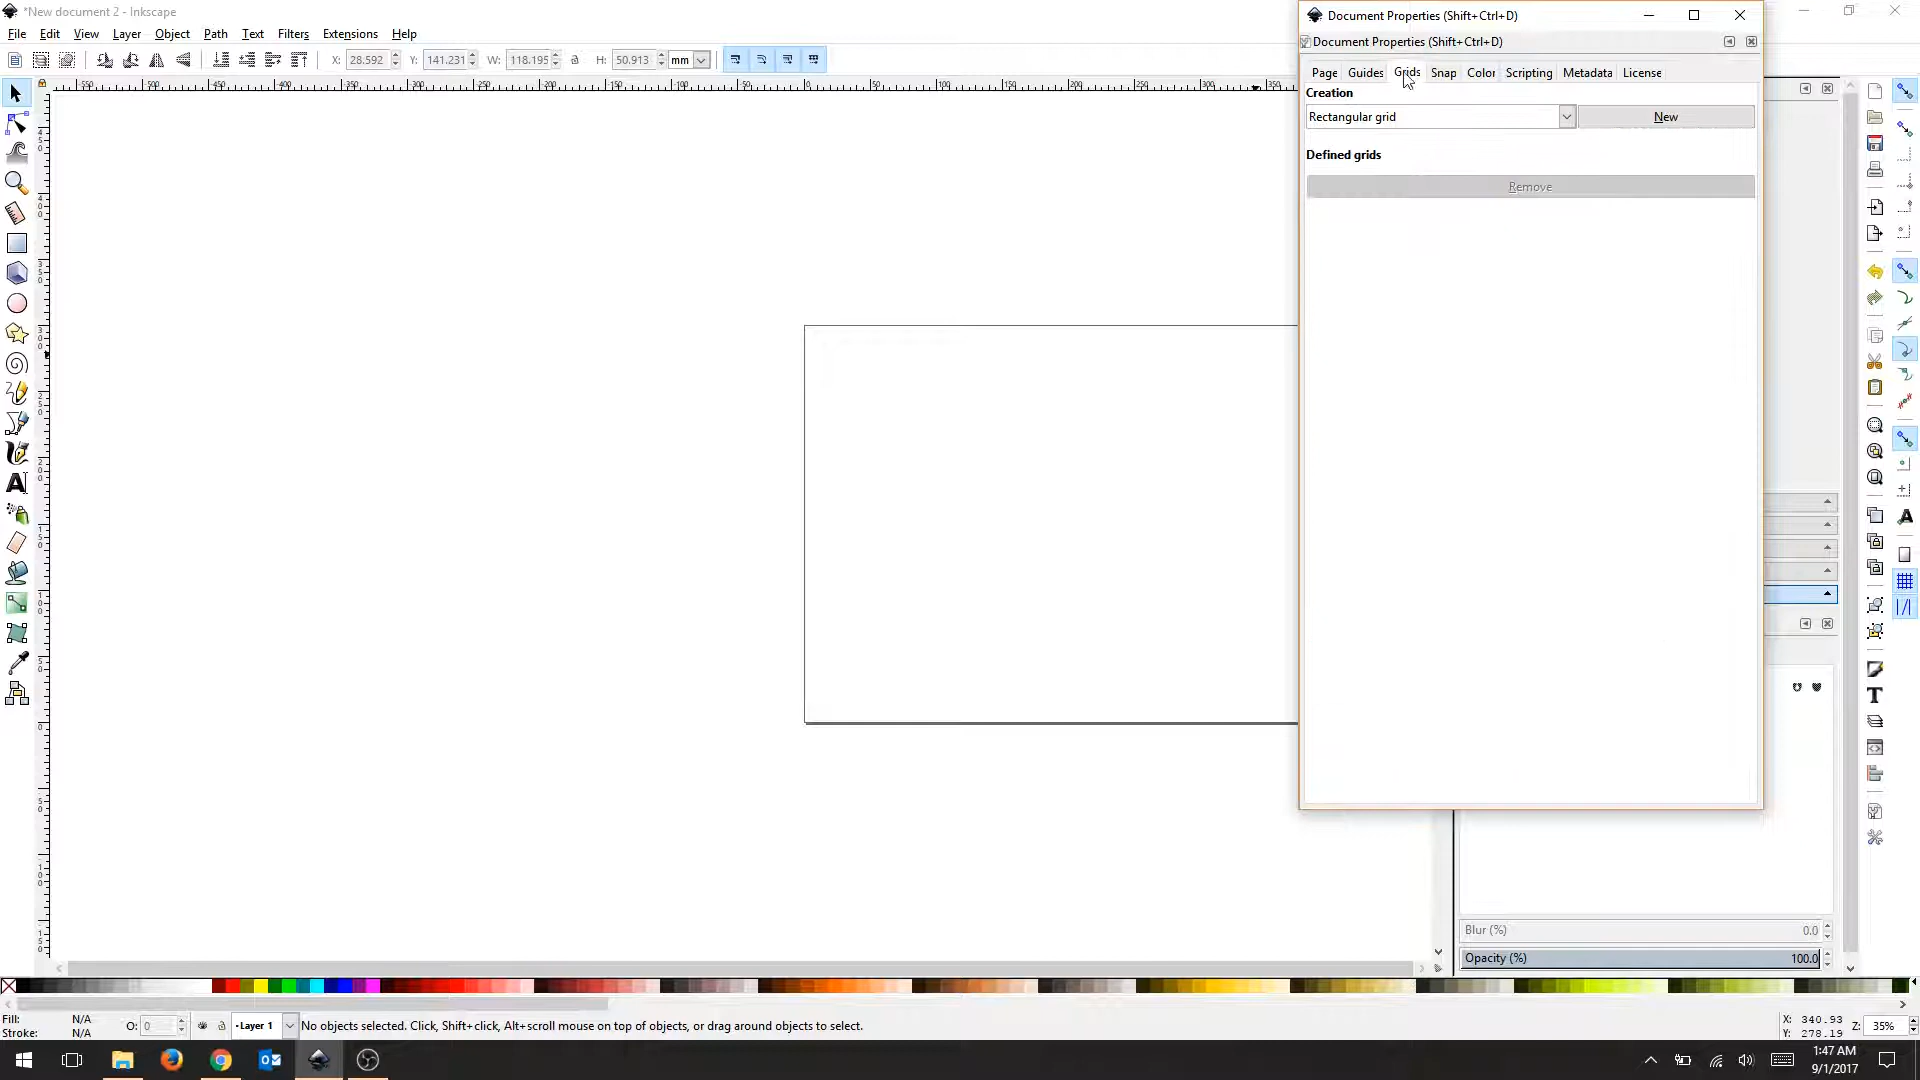 *New document 2 - Inkscape
File Edit View Layer Object Path Text Filters Extensions Help
X: 28.592 Y: 141.231 W: 118.195 H: 50.913 mm
Document Properties (Shift+Ctrl+D)
Document Properties (Shift+Ctrl+D)
Page Guides Grids Snap Color Scripting Metadata License
Creation
Rectangular grid New
Defined grids
Remove
Blur (%) 0.0
Opacity (%) 100.0
Fill: N/A
Stroke: N/A
O: 0
Layer 1
No objects selected. Click, Shift+click, Alt+scroll mouse on top of objects, or drag around objects to select.
X: 340.93
Y: 278.19
Z: 35%
1:47 AM
9/1/2017